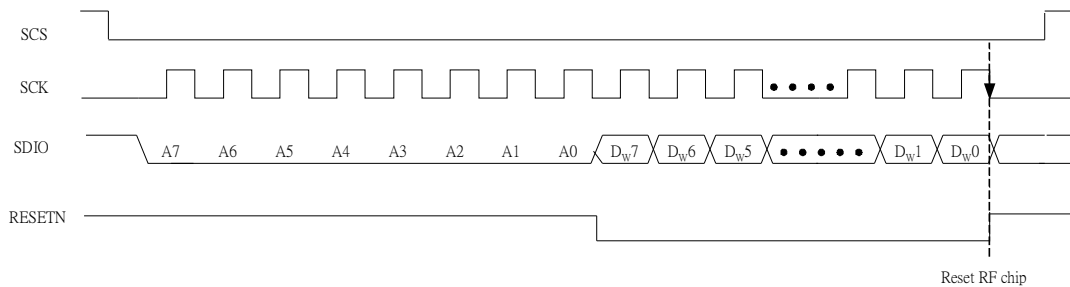 SCS
SCK
SDIO A7 A6 A5 A4 A3 A2 A1 A0 DW7 DW6 DW5 DW1 DW0
RESETN
Reset RF chip